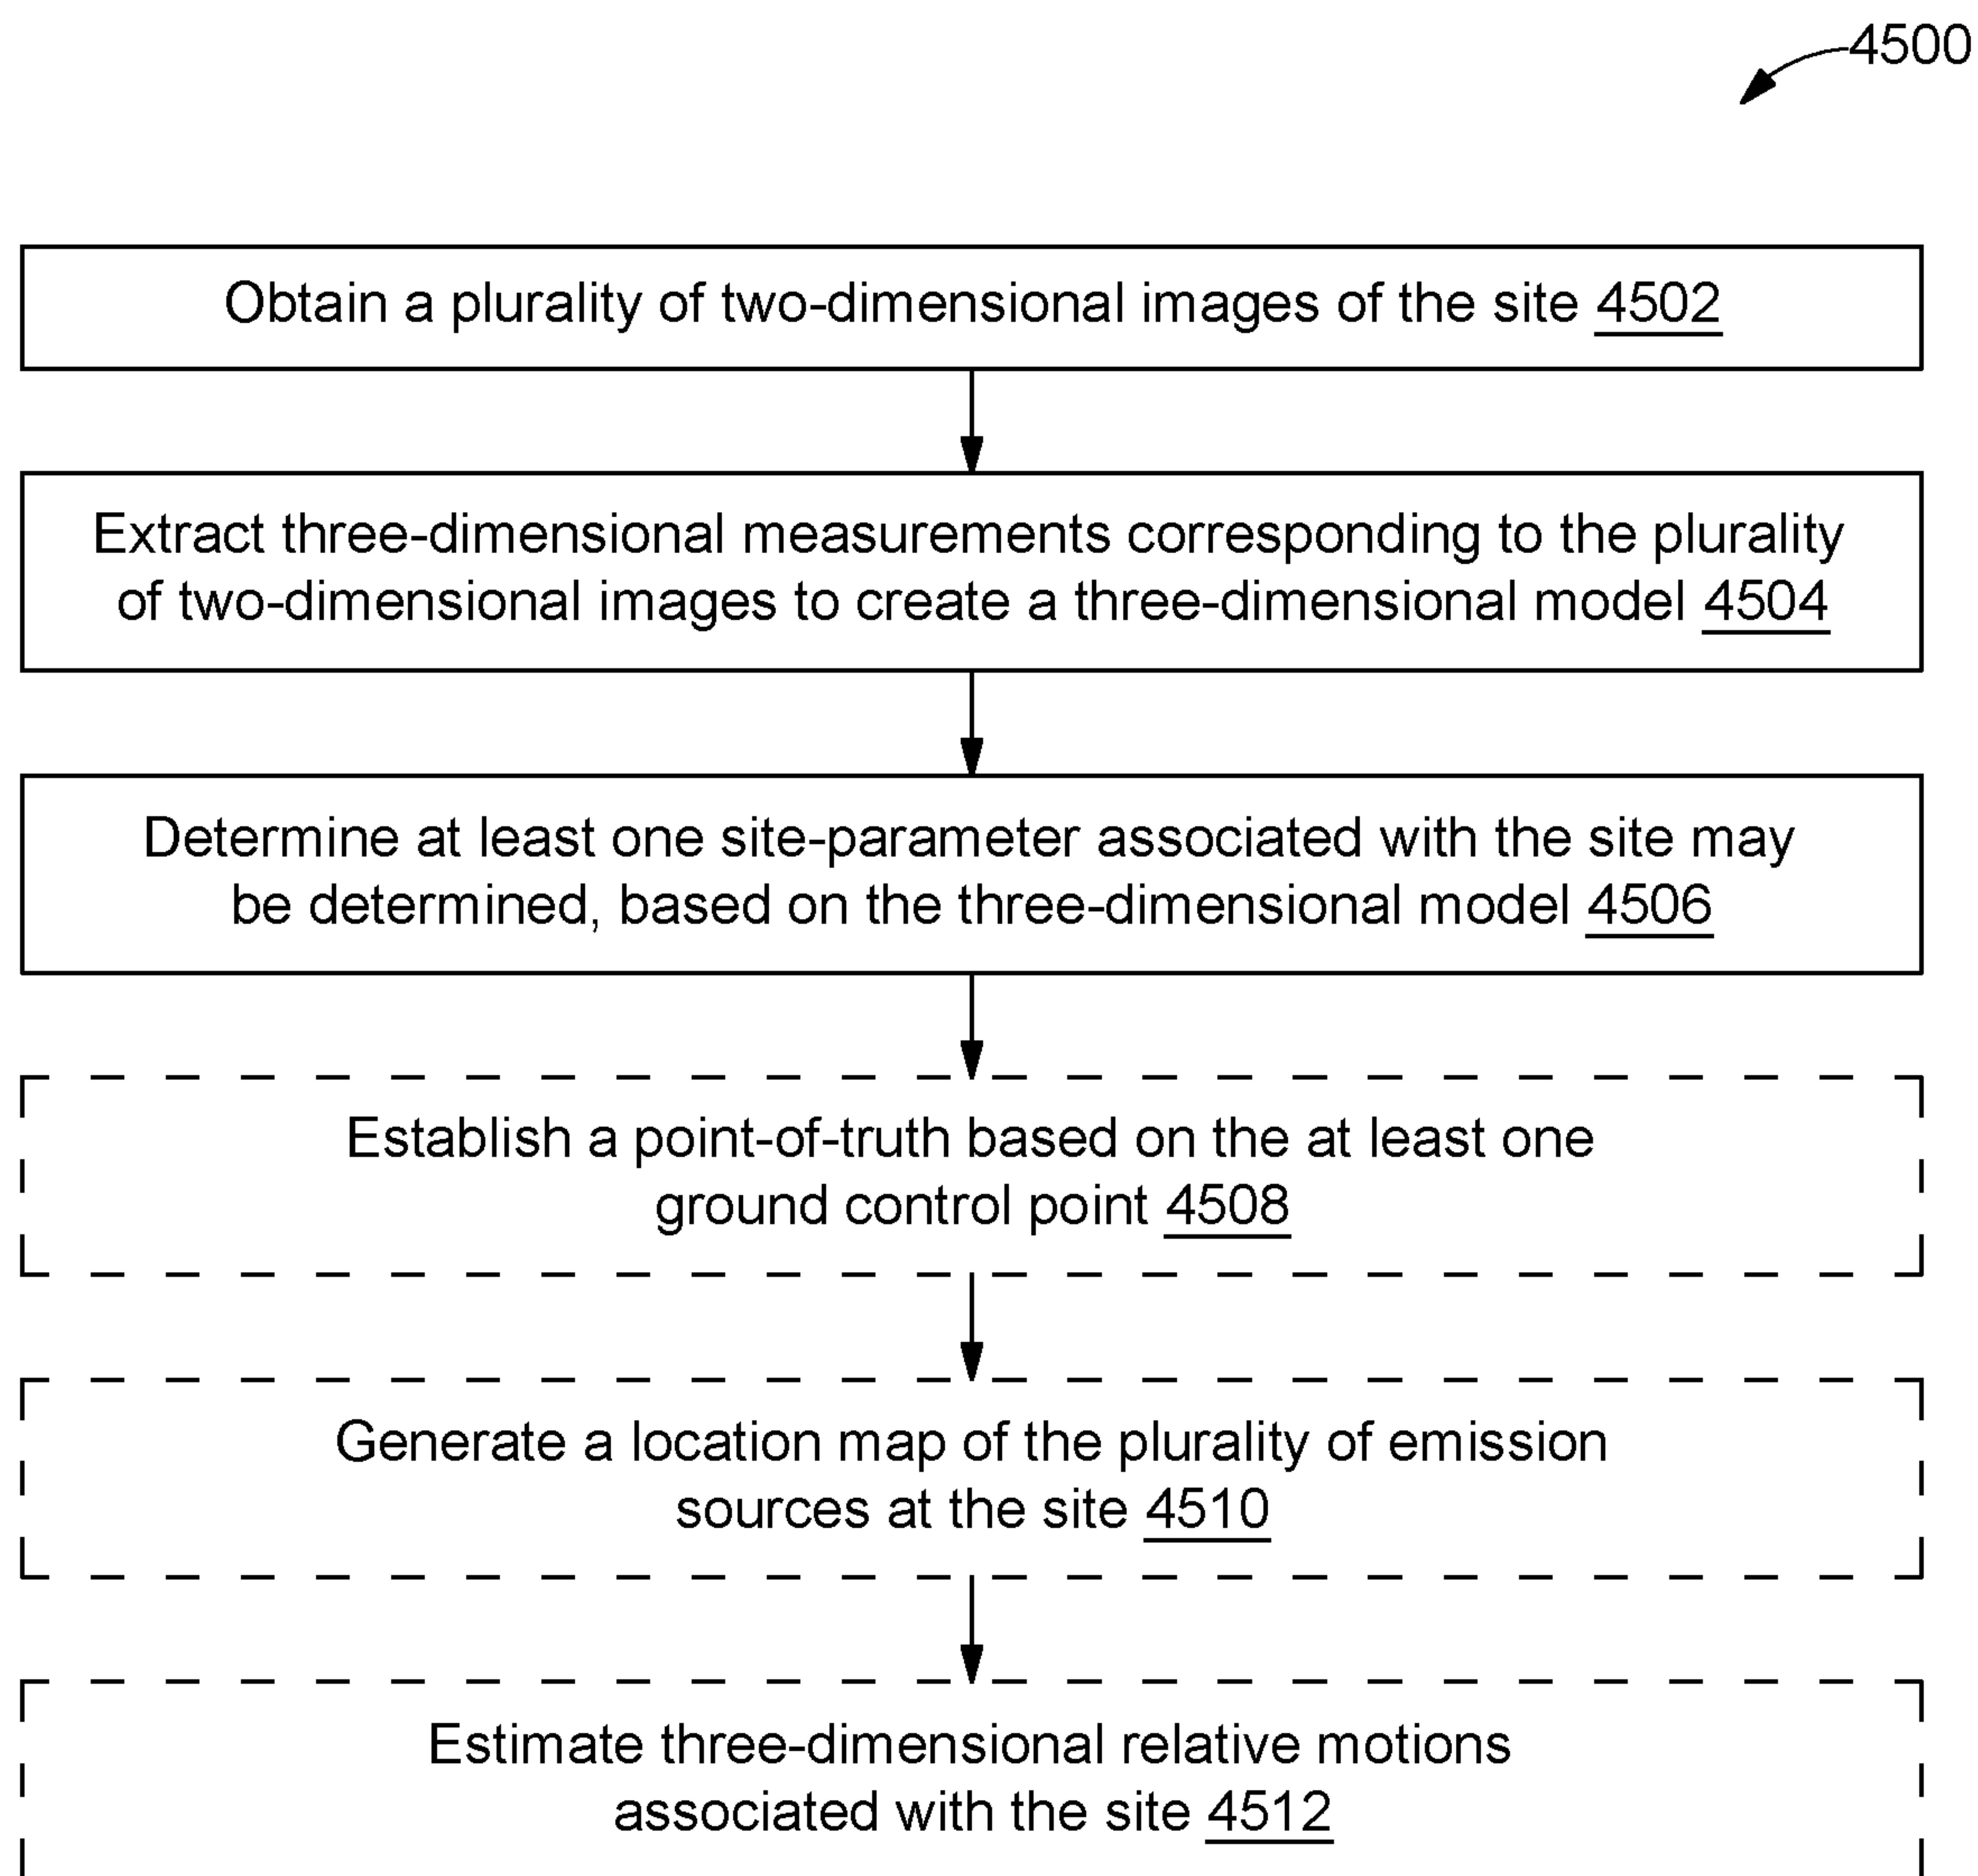 4500
Obtain a plurality of two-dimensional images of the site 4502
Extract three-dimensional measurements corresponding to the plurality
of two-dimensional images to create a three-dimensional model 4504
Determine at least one site-parameter associated with the site may
be determined, based on the three-dimensional model 4506
Establish a point-of-truth based on the at least one
ground control point 4508
Generate a location map of the plurality of emission
sources at the site 4510
Estimate three-dimensional relative motions
associated with the site 4512